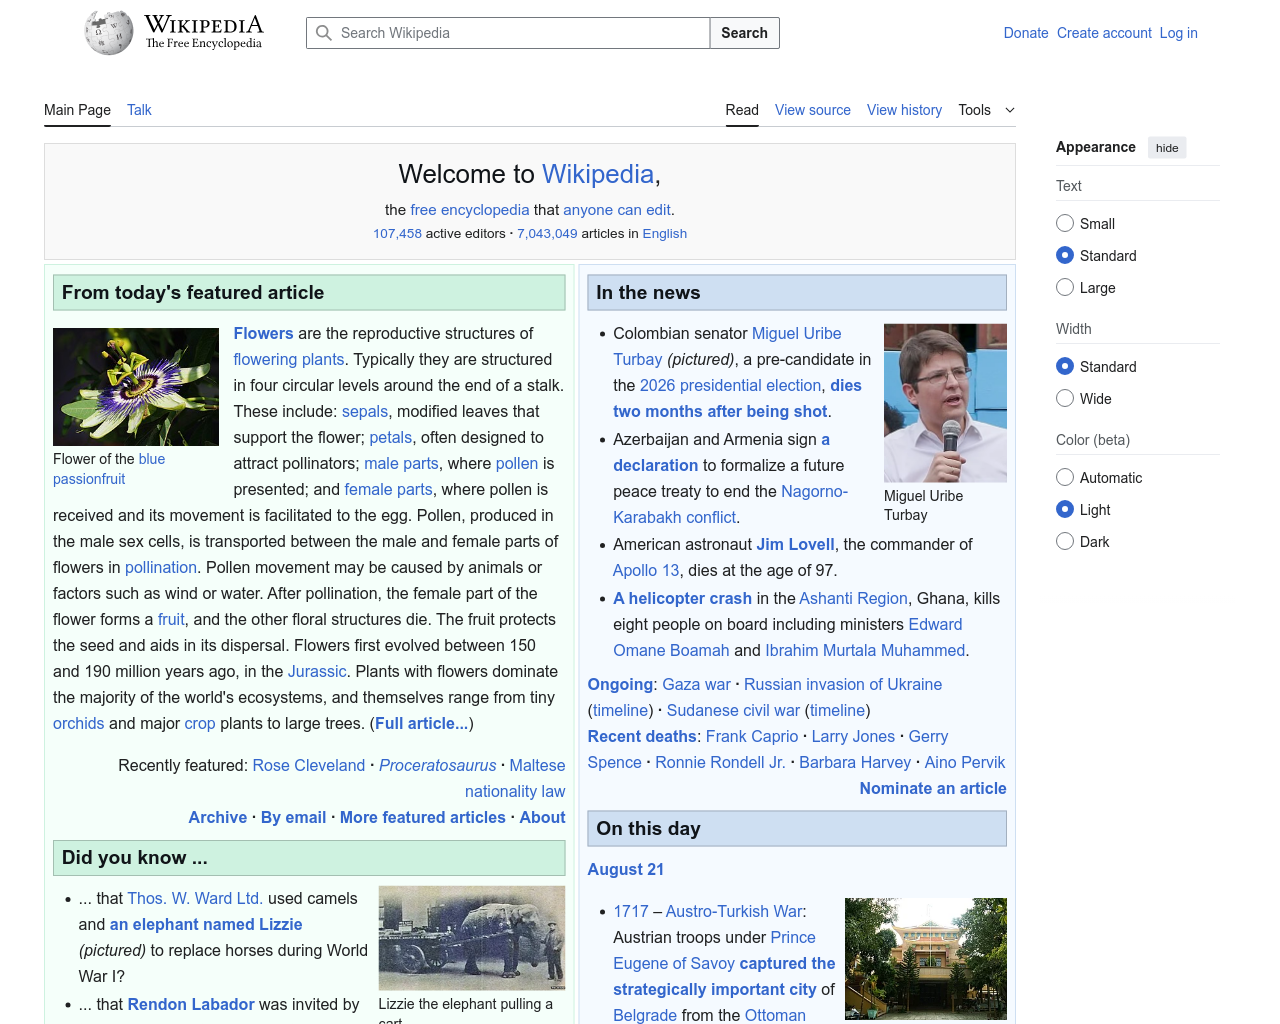 WIKIPEDIA
The Free Encyclopedia
Search Wikipedia
Search
Donate Create account Log in
Main Page Talk
Read View source View history Tools
Welcome to Wikipedia,
the free encyclopedia that anyone can edit.
107,458 active editors · 7,043,049 articles in English
From today's featured article
Flower of the blue
passionfruit
Flowers are the reproductive structures of
flowering plants. Typically they are structured
in four circular levels around the end of a stalk.
These include: sepals, modified leaves that
support the flower; petals, often designed to
attract pollinators; male parts, where pollen is
presented; and female parts, where pollen is
received and its movement is facilitated to the egg. Pollen, produced in
the male sex cells, is transported between the male and female parts of
flowers in pollination. Pollen movement may be caused by animals or
factors such as wind or water. After pollination, the female part of the
flower forms a fruit, and the other floral structures die. The fruit protects
the seed and aids in its dispersal. Flowers first evolved between 150
and 190 million years ago, in the Jurassic. Plants with flowers dominate
the majority of the world's ecosystems, and themselves range from tiny
orchids and major crop plants to large trees. (Full article...)
Recently featured: Rose Cleveland · Proceratosaurus · Maltese
nationality law
Archive · By email · More featured articles · About
Did you know ...
... that Thos. W. Ward Ltd. used camels
and an elephant named Lizzie
(pictured) to replace horses during World
War I?
... that Rendon Labador was invited by
Lizzie the elephant pulling a
cart
In the news
Colombian senator Miguel Uribe
Turbay (pictured), a pre-candidate in
the 2026 presidential election, dies
two months after being shot.
Azerbaijan and Armenia sign a
declaration to formalize a future
peace treaty to end the Nagorno-
Karabakh conflict.
American astronaut Jim Lovell, the commander of
Apollo 13, dies at the age of 97.
A helicopter crash in the Ashanti Region, Ghana, kills
eight people on board including ministers Edward
Omane Boamah and Ibrahim Murtala Muhammed.
Miguel Uribe
Turbay
Ongoing: Gaza war · Russian invasion of Ukraine
(timeline) · Sudanese civil war (timeline)
Recent deaths: Frank Caprio · Larry Jones · Gerry
Spence · Ronnie Rondell Jr. · Barbara Harvey · Aino Pervik
Nominate an article
On this day
August 21
1717 – Austro-Turkish War:
Austrian troops under Prince
Eugene of Savoy captured the
strategically important city of
Belgrade from the Ottoman
Appearance hide
Text
Small
Standard
Large
Width
Standard
Wide
Color (beta)
Automatic
Light
Dark